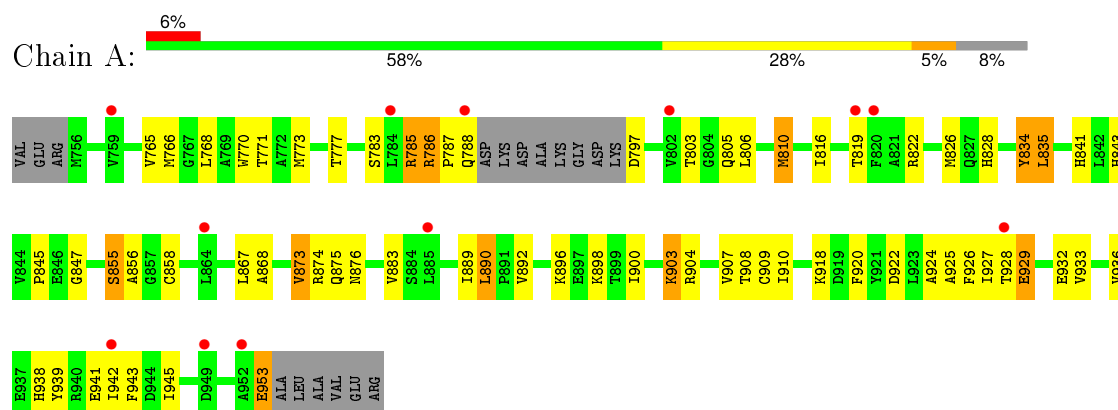 6%
Chain A:
58% 28% 5% 8%
VAL GLU ARG M756 V759 V765 M766 G767 L768 A769 W770 T771 A772 M773 T777 S783 L784 R785 R786 P787 Q788 ASP LYS ASP ALA LYS GLY ASP LYS D797 V802 T803 G804 Q805 L806 M810 I816 T819 F820 A821 R822 M826 Q827 H828 Y834 L835 H841 L842 H843
V844 P845 E846 G847 S855 A856 G857 C858 L864 L867 A868 V873 R874 Q875 N876 V883 S884 L885 I889 L890 P891 V892 K896 E897 K898 T899 I900 K903 R904 V907 T908 C909 I910 K918 D919 F920 Y921 D922 L923 A924 A925 F926 I927 T928 E929 E932 V933
E937 H938 Y939 R940 E941 I942 F943 D944 I945 D949 A952 E953 ALA LEU ALA VAL GLU ARG